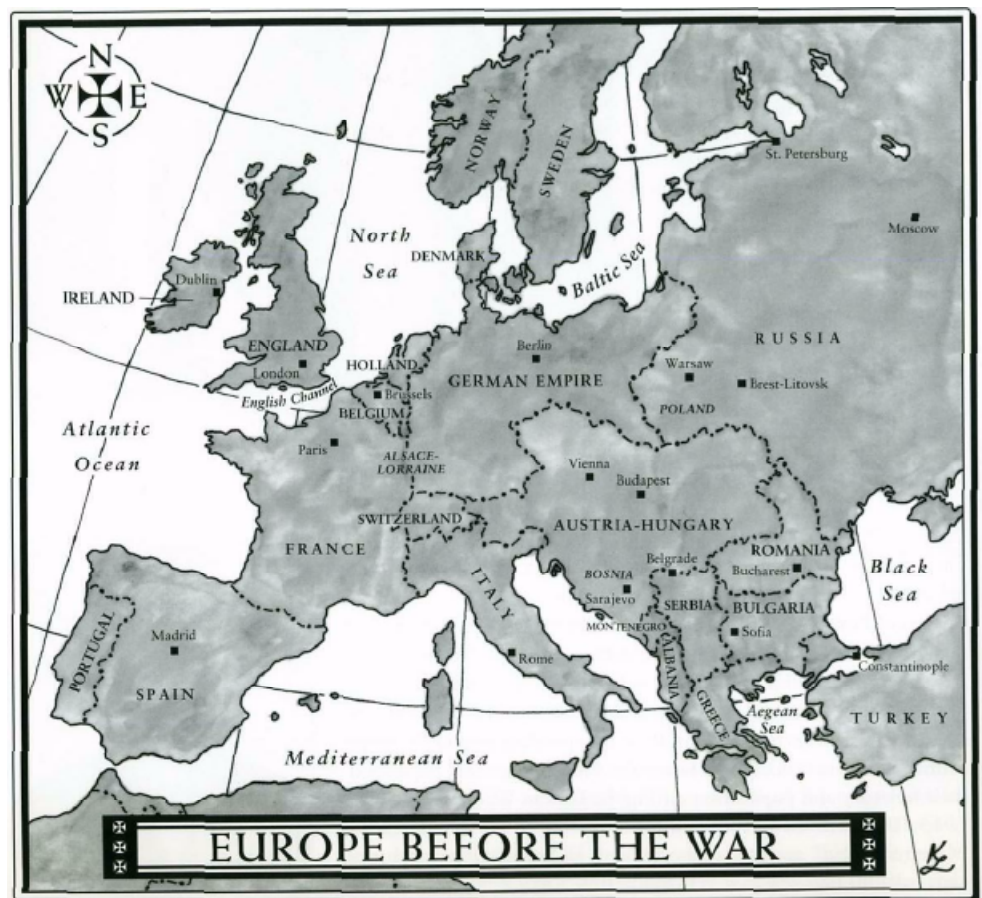 N
W E
S
NORWAY
SWEDEN
St. Petersburg
Moscow
North
Sea
DENMARK
Baltic Sea
Dublin
IRELAND
RUSSIA
ENGLAND
London
Berlin
HOLLAND
GERMAN EMPIRE
Warsaw
Brest-Litovsk
English Channel
Brussels
BELGIUM
POLAND
Atlantic
Ocean
Paris
ALSACE-
LORRAINE
Vienna
Budapest
SWITZERLAND
AUSTRIA-HUNGARY
FRANCE
ROMANIA
Belgrade
Bucharest
Black
Sea
ITALY
BOSNIA
Sarajevo
SERBIA
BULGARIA
MONTENEGRO
Sofia
PORTUGAL
Madrid
Rome
ALBANIA
Constantinople
SPAIN
GREECE
Aegean
Sea
TURKEY
Mediterranean Sea
EUROPE BEFORE THE WAR